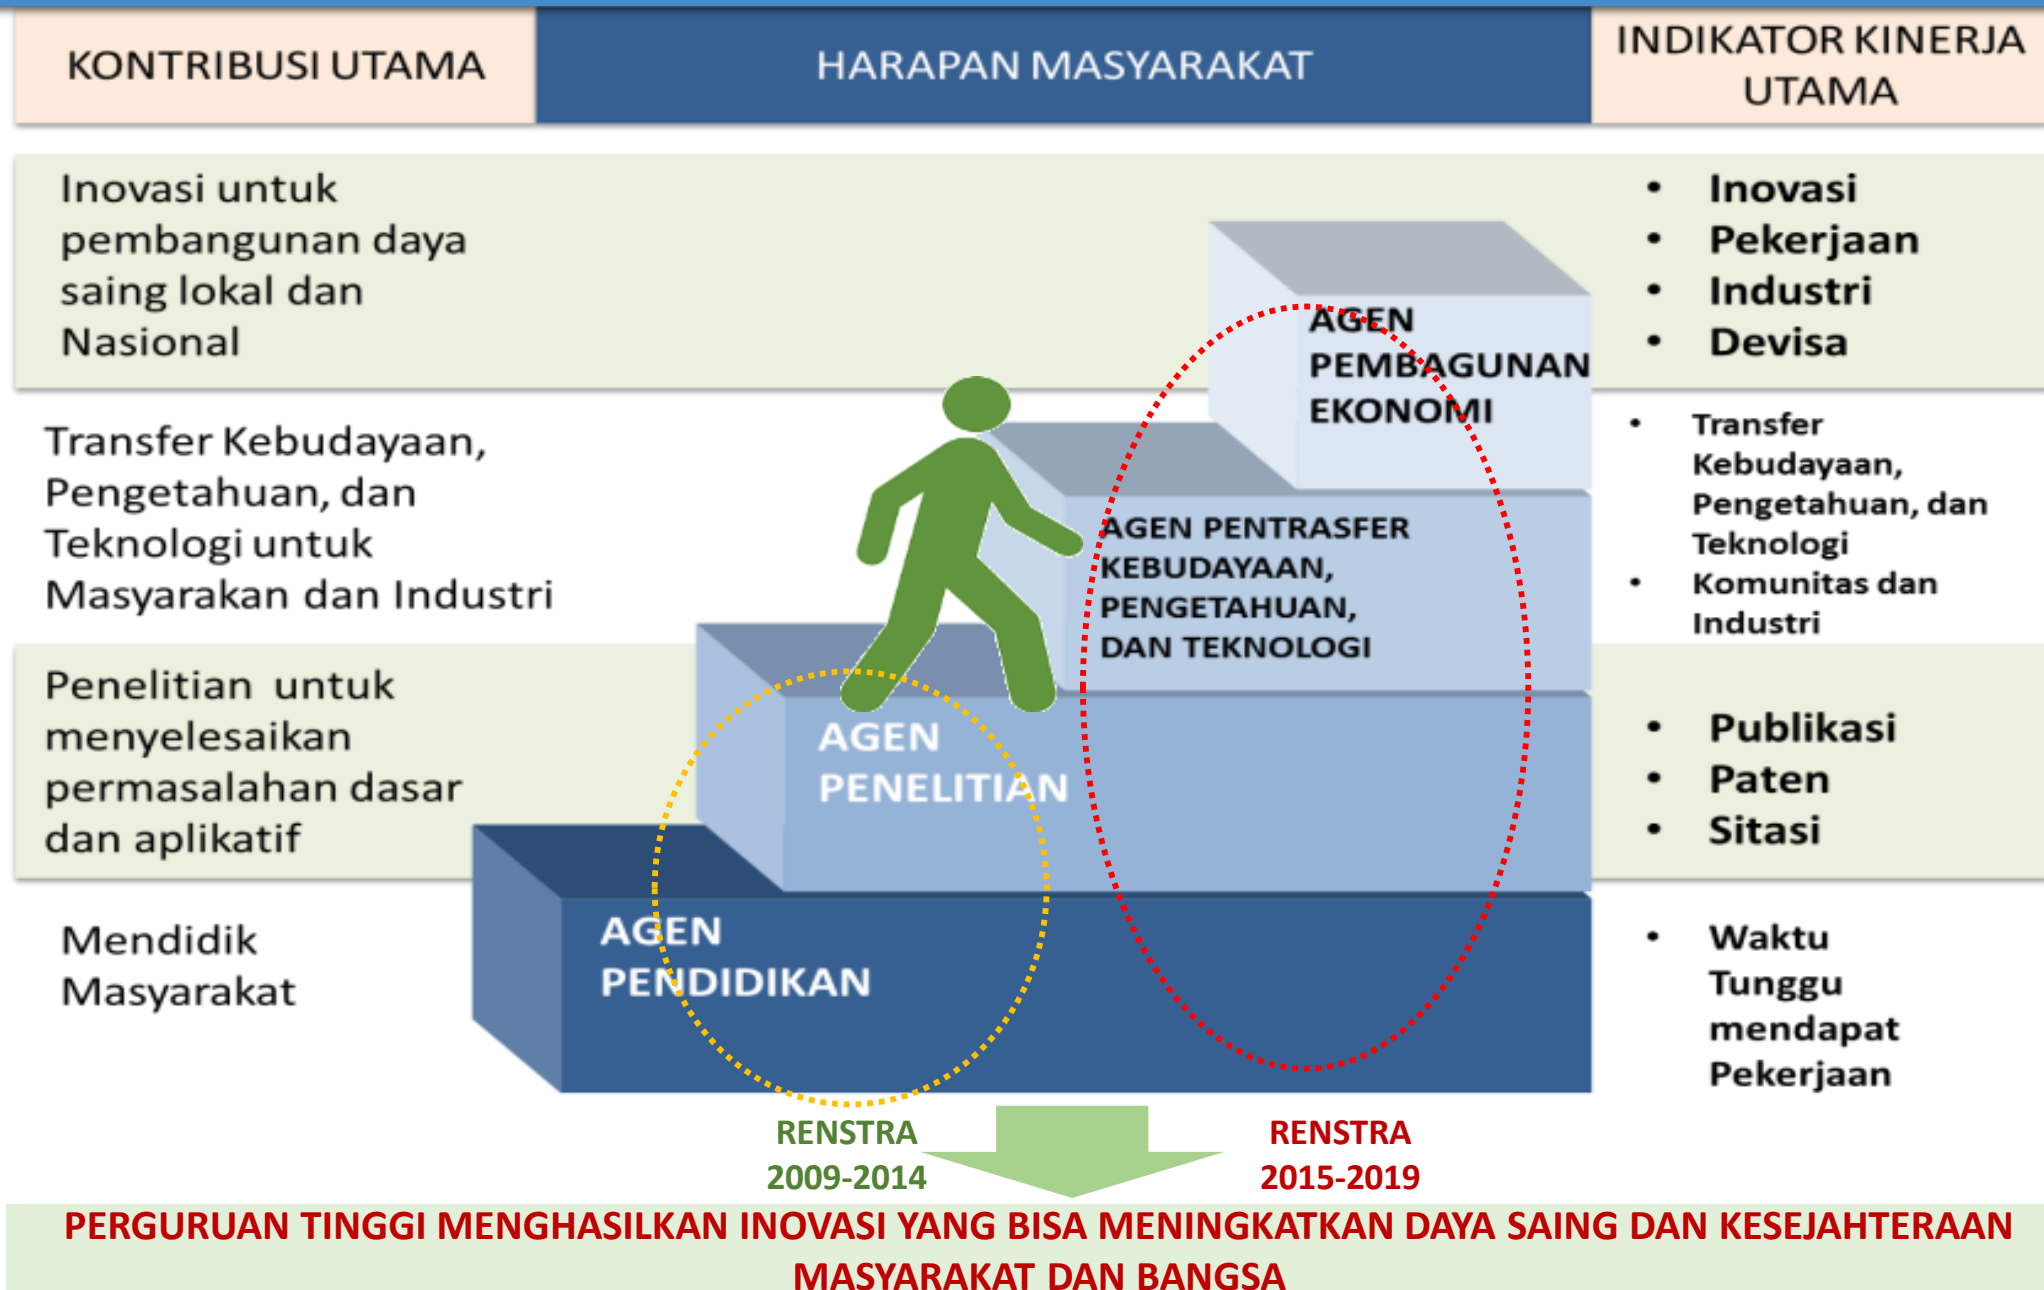 KONTRIBUSI UTAMA
HARAPAN MASYARAKAT
INDIKATOR KINERJA
UTAMA
Inovasi untuk
pembangunan daya
saing lokal dan
Nasional
AGEN
PEMBAGUNAN
EKONOMI
• Inovasi
• Pekerjaan
• Industri
• Devisa
Transfer Kebudayaan,
Pengetahuan, dan
Teknologi untuk
Masyarakan dan Industri
AGEN PENTRASFER
KEBUDAYAAN,
PENGETAHUAN,
DAN TEKNOLOGI
• Transfer
Kebudayaan,
Pengetahuan, dan
Teknologi
• Komunitas dan
Industri
Penelitian untuk
menyelesaikan
permasalahan dasar
dan aplikatif
AGEN
PENELITIAN
• Publikasi
• Paten
• Sitasi
Mendidik
Masyarakat
AGEN
PENDIDIKAN
• Waktu
Tunggu
mendapat
Pekerjaan
RENSTRA
2009-2014
RENSTRA
2015-2019
PERGURUAN TINGGI MENGHASILKAN INOVASI YANG BISA MENINGKATKAN DAYA SAING DAN KESEJAHTERAAN
MASYARAKAT DAN BANGSA